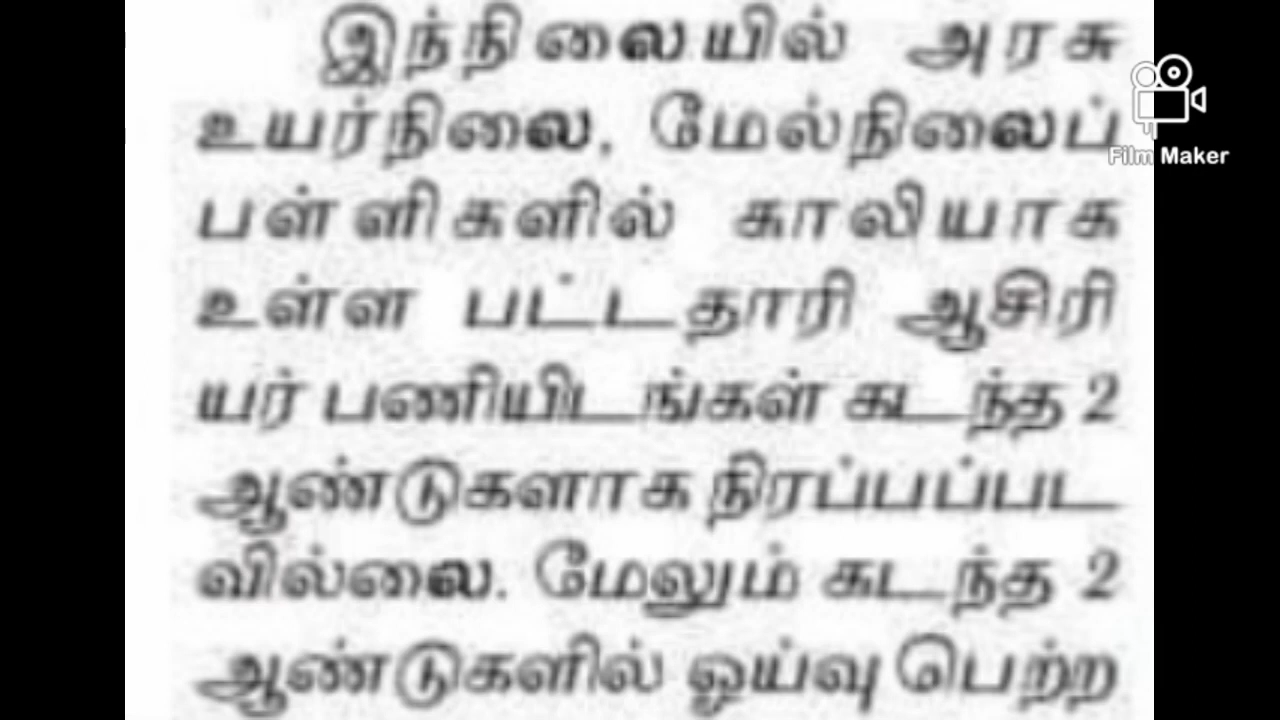 இந்நிலையில் அரசு
உயர்நிலை, மேல்நிலைப்
பள்ளிகளில் காலியாக
உள்ள பட்டதாரி ஆசிரி
யர் பணியிடங்கள் கடந்த 2
ஆண்டுகளாக நிரப்பப்பட
வில்லை. மேலும் கடந்த 2
ஆண்டுகளில் ஓய்வு பெற்ற
Film Maker